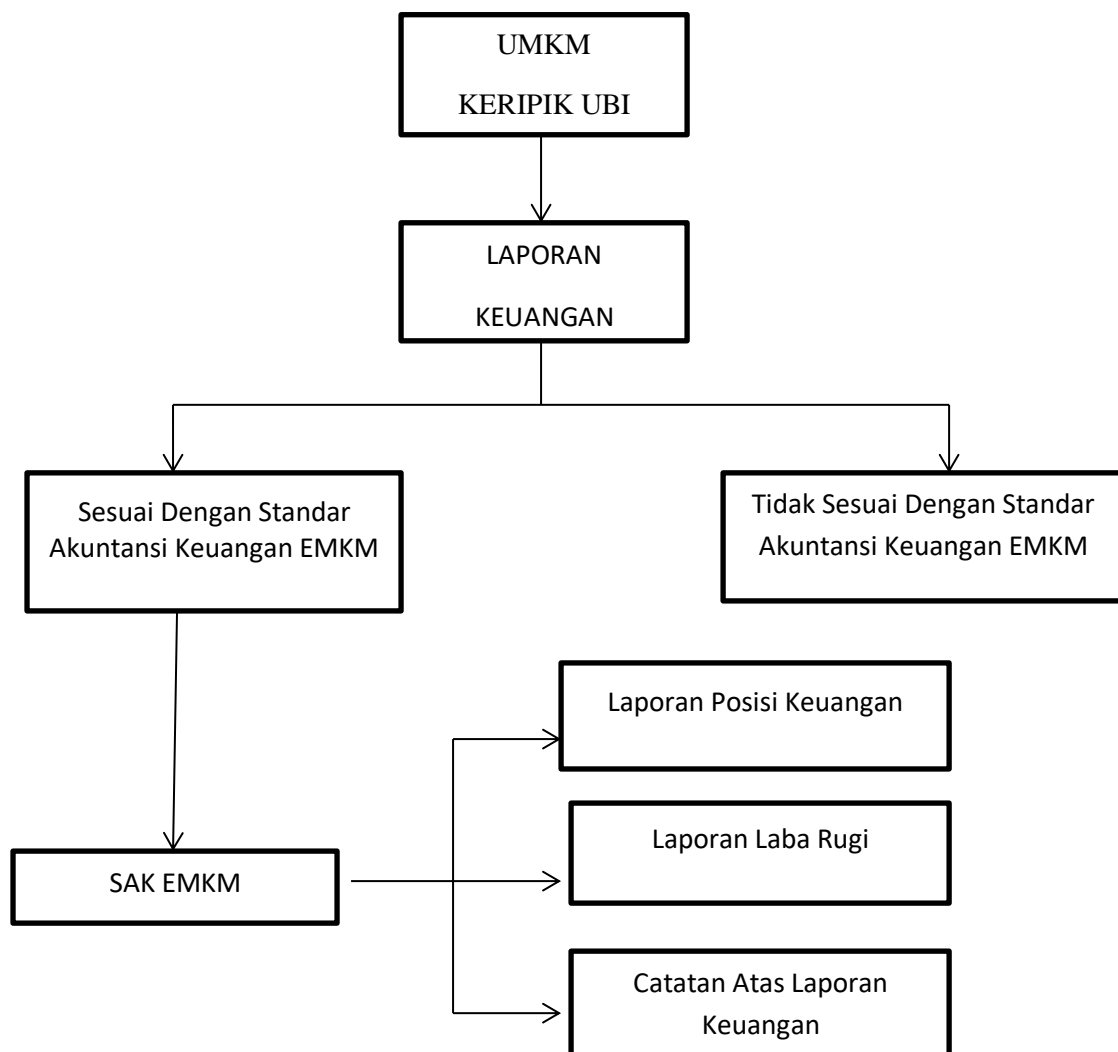 UMKM
KERIPIK UBI
LAPORAN
KEUANGAN
Sesuai Dengan Standar
Akuntansi Keuangan EMKM
Tidak Sesuai Dengan Standar
Akuntansi Keuangan EMKM
Laporan Posisi Keuangan
Laporan Laba Rugi
SAK EMKM
Catatan Atas Laporan
Keuangan